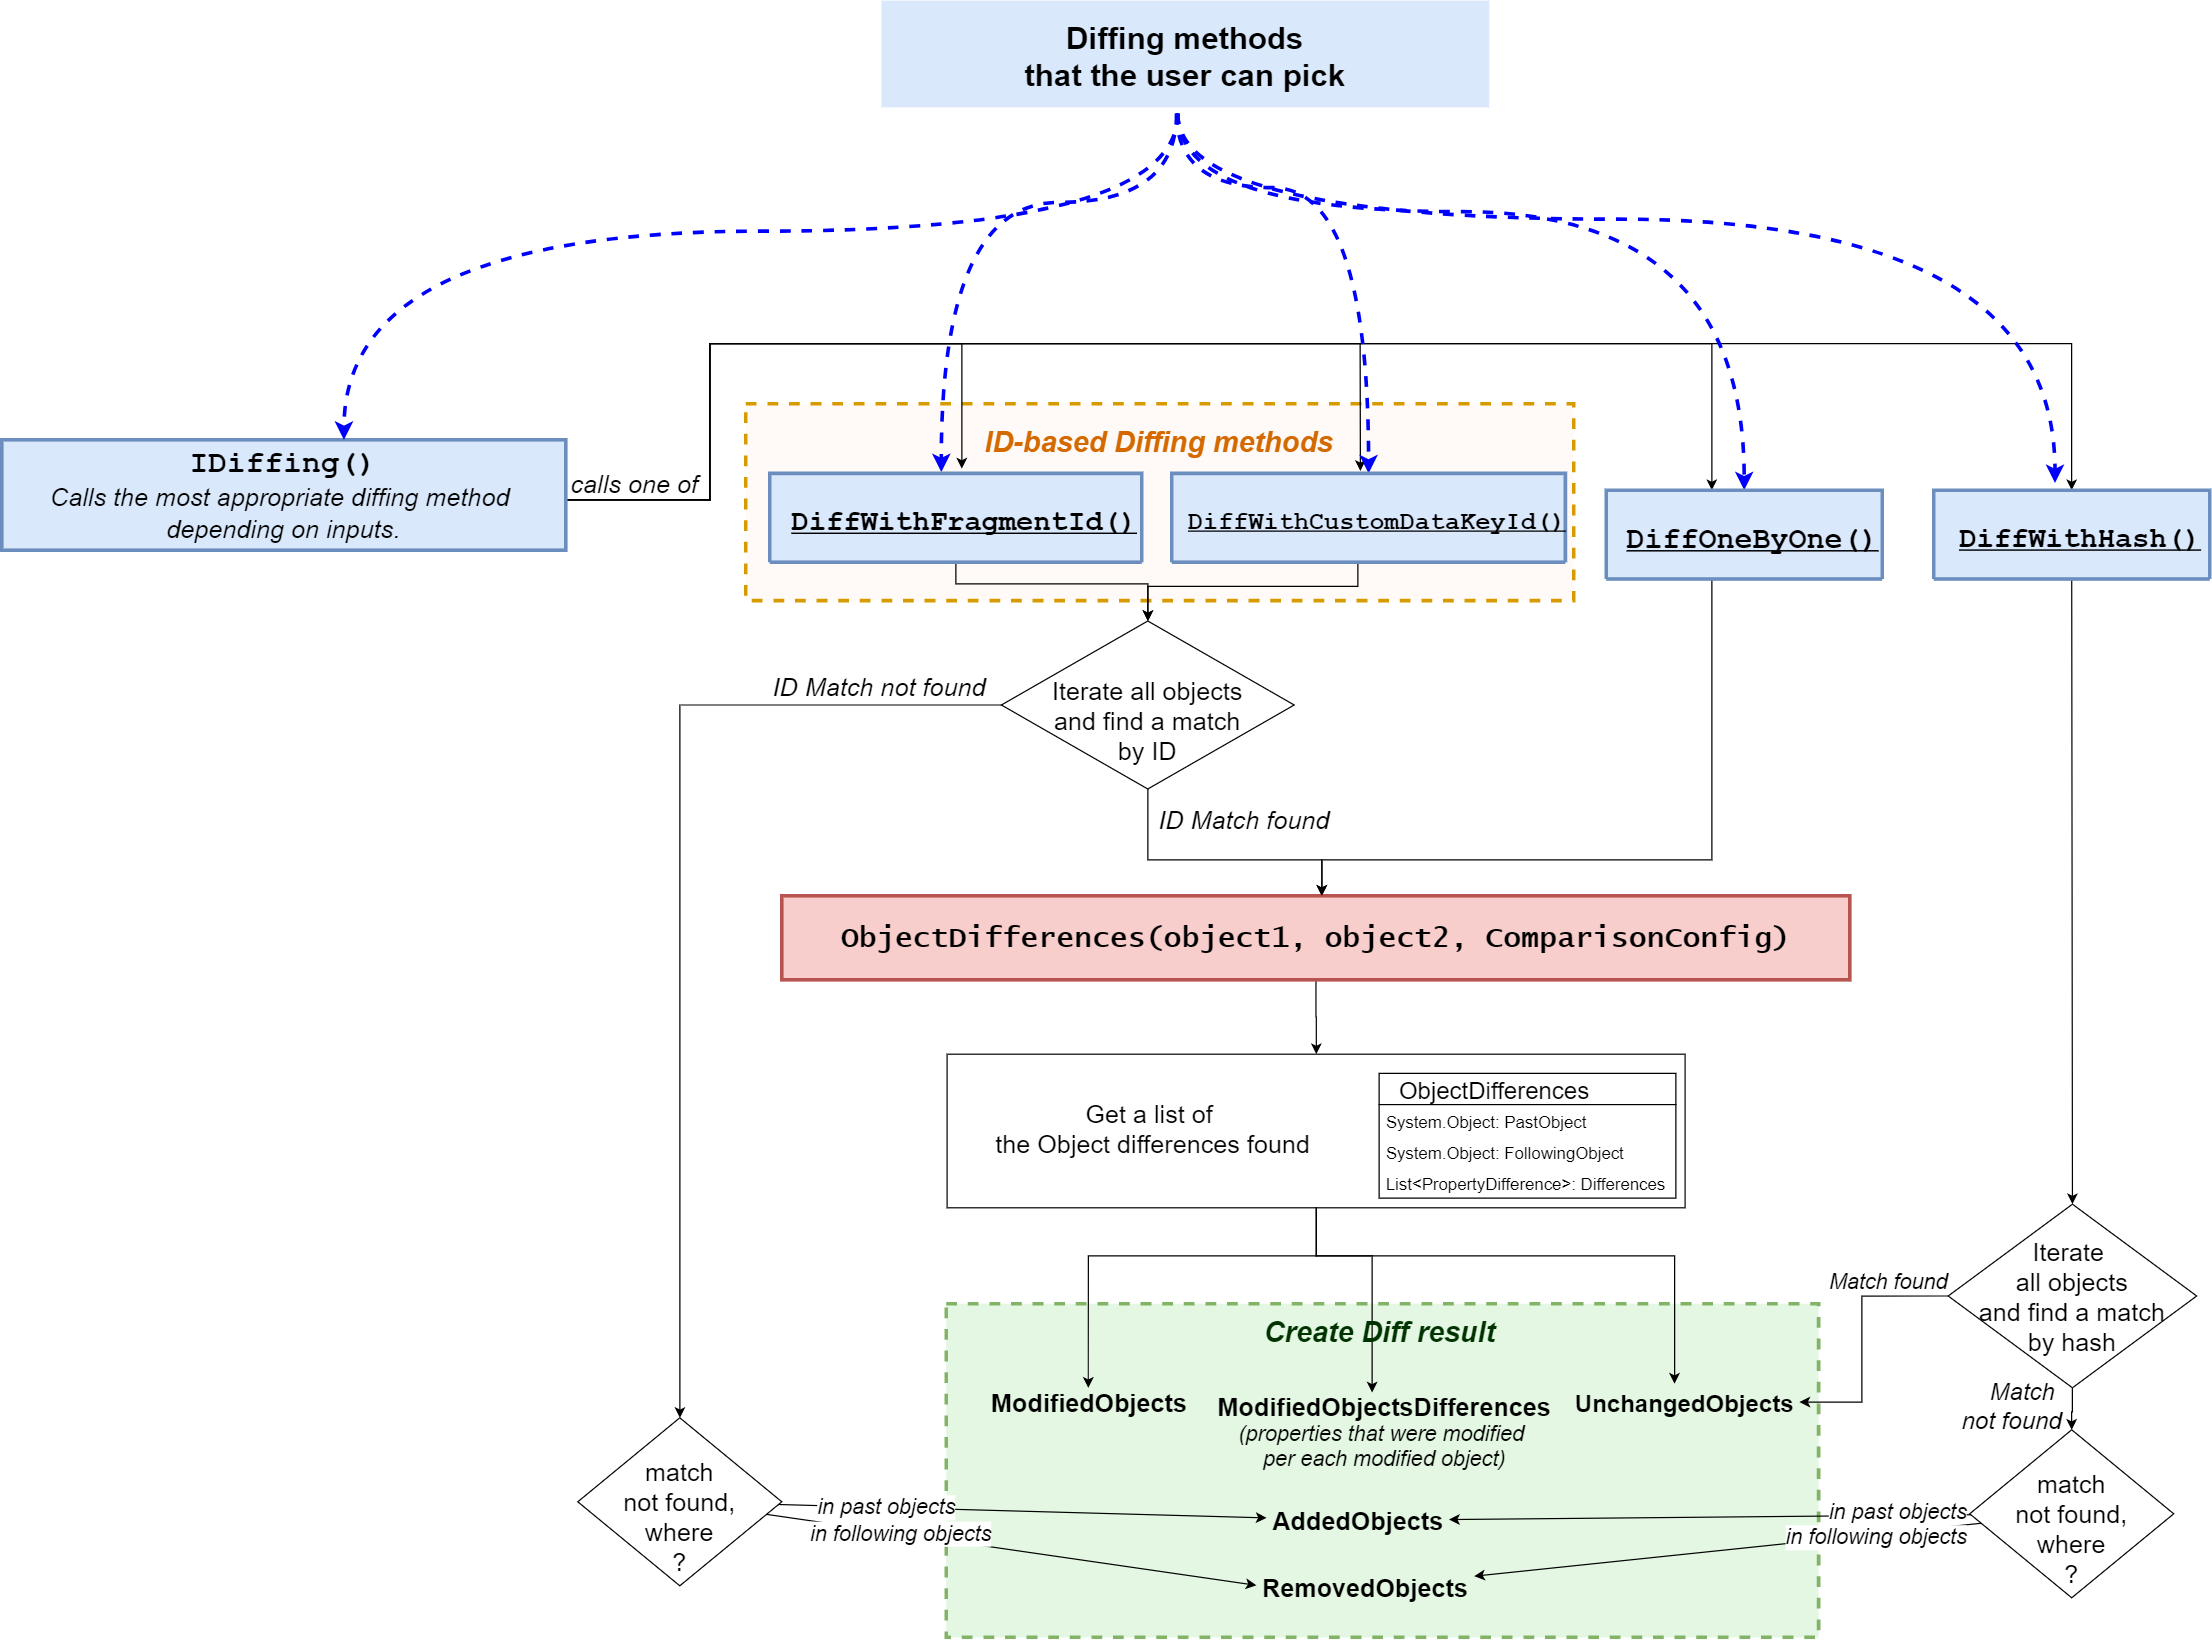 Diffing methods
that the user can pick
IDiffing()
Calls the most appropriate diffing method
depending on inputs.
calls one of
ID-based Diffing methods
DiffWithFragmentId()
DiffWithCustomDataKeyId()
DiffOneByOne()
DiffWithHash()
ID Match not found
Iterate all objects
and find a match
by ID
ID Match found
ObjectDifferences(object1, object2, ComparisonConfig)
Get a list of
the Object differences found
ObjectDifferences
System.Object: PastObject
System.Object: FollowingObject
List<PropertyDifference>: Differences
Iterate
all objects
and find a match
by hash
Match found
Match
not found
Create Diff result
ModifiedObjects
ModifiedObjectsDifferences
(properties that were modified
per each modified object)
UnchangedObjects
match
not found,
where
?
in past objects
in following objects
AddedObjects
RemovedObjects
in past objects
in following objects
match
not found,
where
?